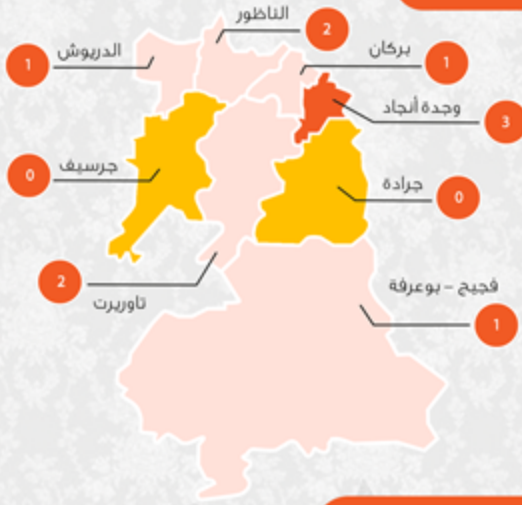 الناظور
2
الدريوش
1
بركان
1
وجدة أنجاد
3
جرسيف
0
جرادة
0
تاوريرت
2
فجيج – بوعرفة
1